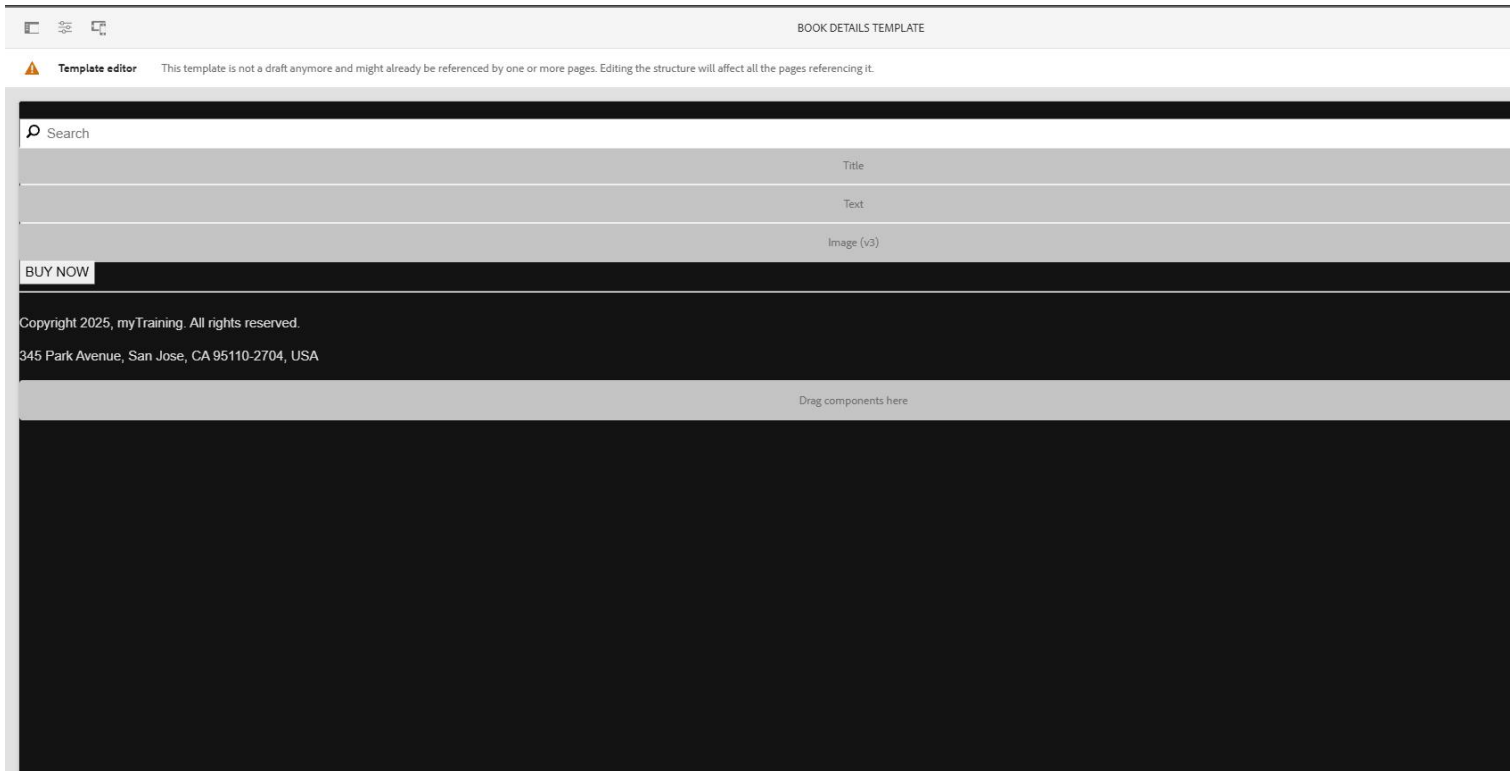 BOOK DETAILS TEMPLATE
Template editor This template is not a draft anymore and might already be referenced by one or more pages. Editing the structure will affect all the pages referencing it.
Search
Title
Text
Image (v3)
BUY NOW
Copyright 2025, myTraining. All rights reserved.
345 Park Avenue, San Jose, CA 95110-2704, USA
Drag components here